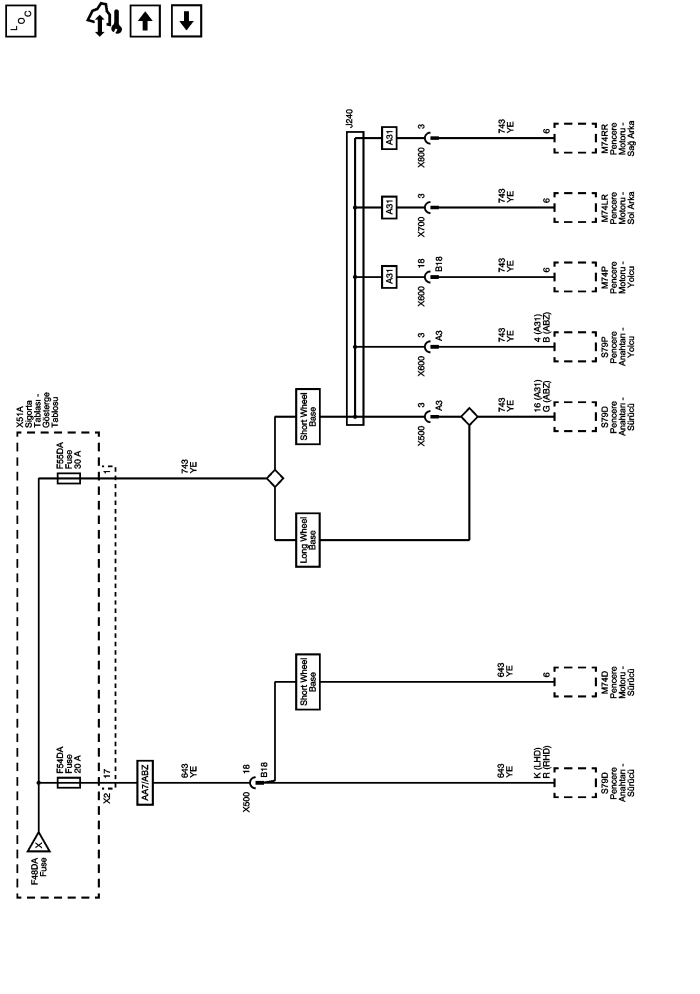 LOC
J240
A31
3
X800
743
YE
6
M74RR
Pencere
Motoru -
Sağ Arka
A31
3
X700
743
YE
6
M74LR
Pencere
Motoru -
Sol Arka
A31
18
B18
X600
743
YE
6
M74P
Pencere
Motoru -
Yolcu
3
A3
X600
743
YE
4 (A31)
B (ABZ)
S79P
Pencere
Anahtarı -
Yolcu
3
A3
X500
743
YE
16 (A31)
G (ABZ)
S79D
Pencere
Anahtarı -
Sürücü
X51A
Sigorta
Tablası -
Gösterge
Tablosu
F55DA
Fuse
30 A
1
743
YE
Short Wheel
Base
Long Wheel
Base
Short Wheel
Base
643
YE
6
M74D
Pencere
Motoru -
Sürücü
F54DA
Fuse
20 A
17
X2
AA7/ABZ
643
YE
18
B18
X500
643
YE
K (LHD)
R (RHD)
S79D
Pencere
Anahtarı -
Sürücü
X
F48DA
Fuse